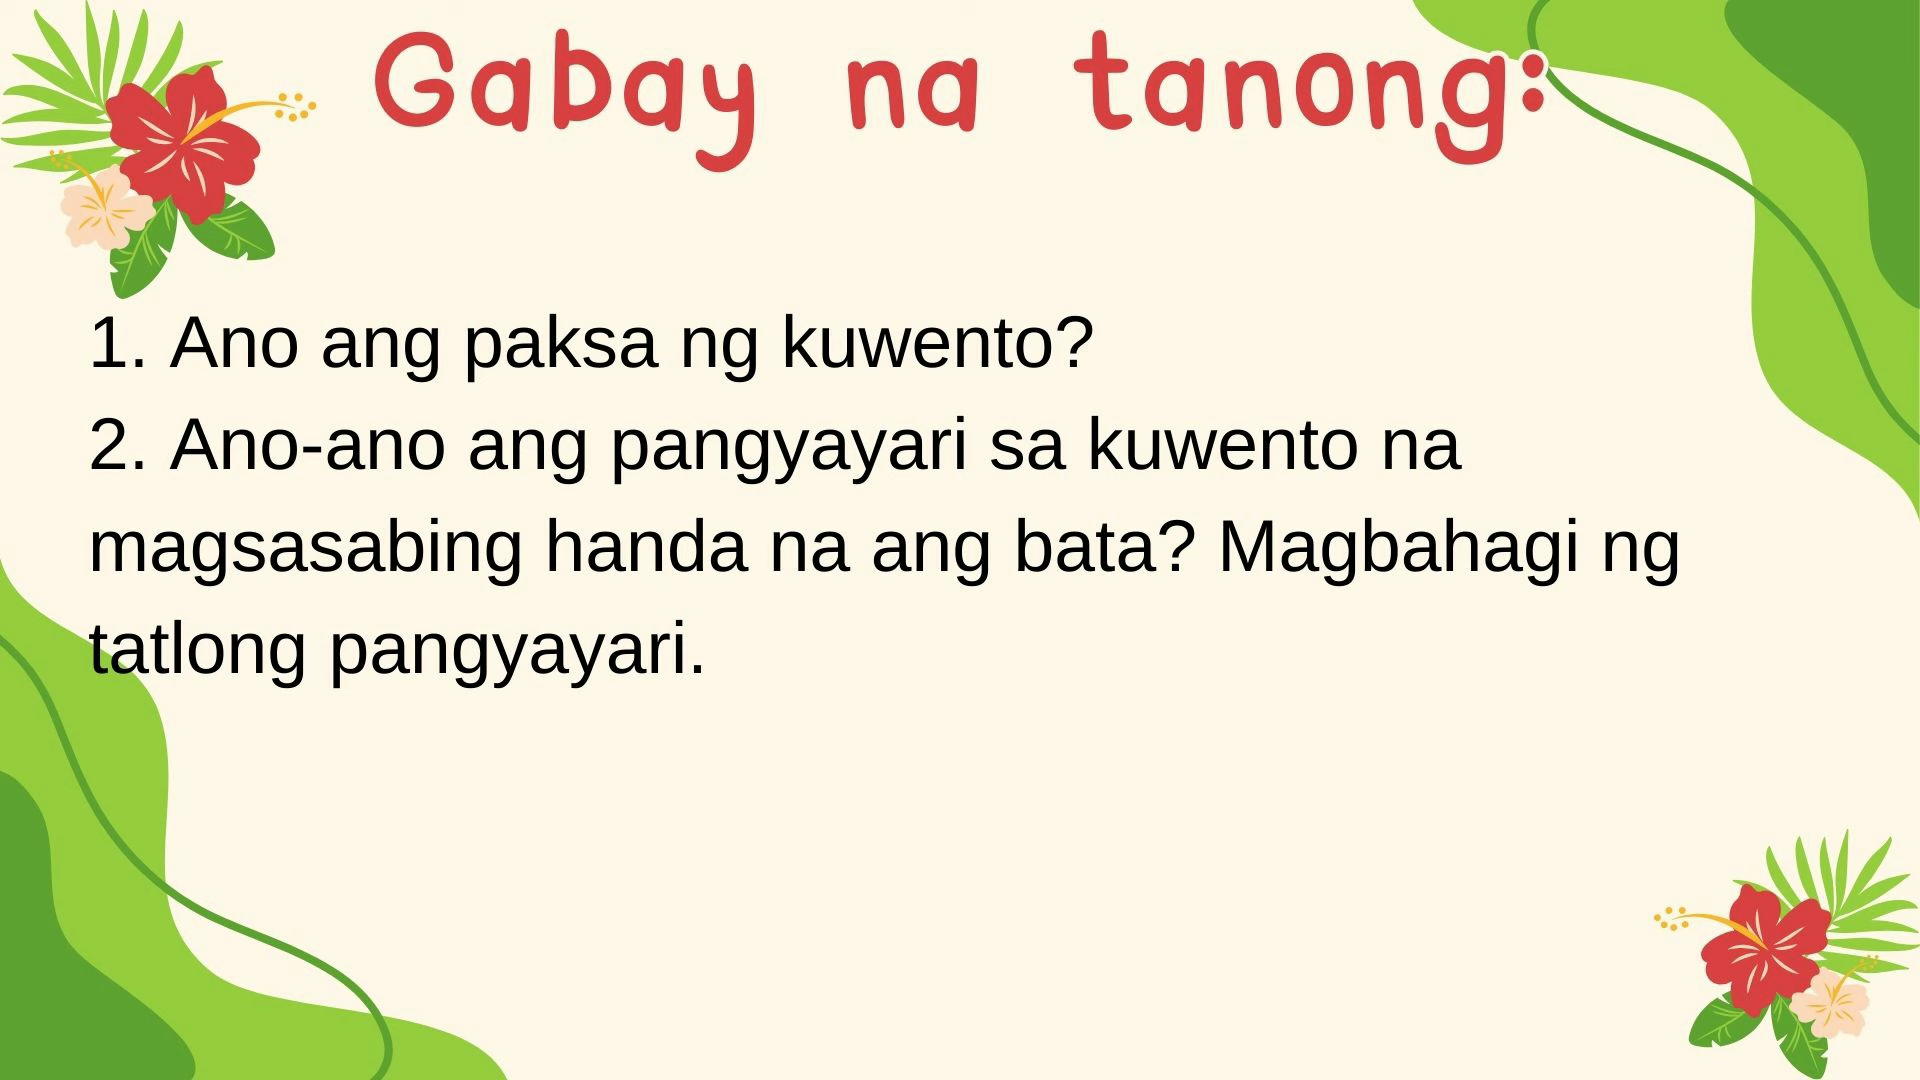 Gabay na tanong:
1. Ano ang paksa ng kuwento?
2. Ano-ano ang pangyayari sa kuwento na
magsasabing handa na ang bata? Magbahagi ng
tatlong pangyayari.